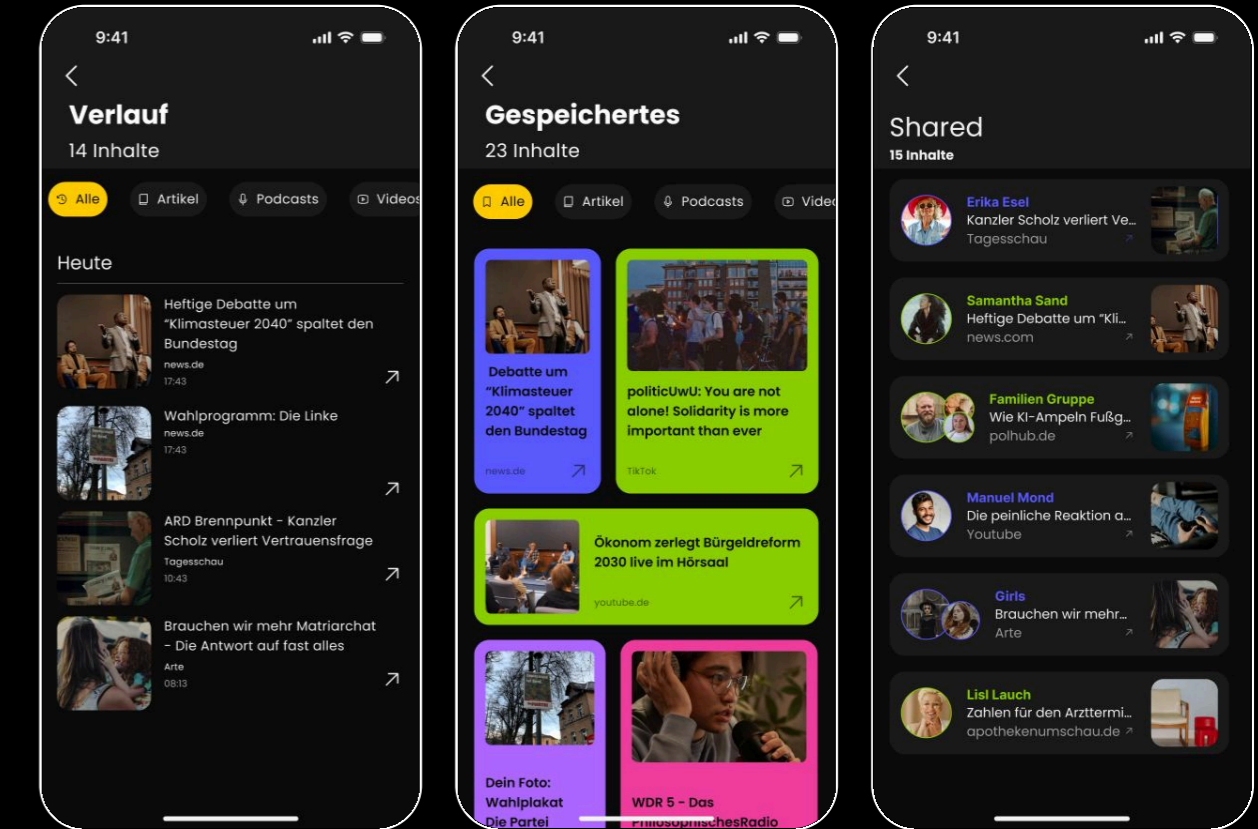 9:41
Verlauf
14 Inhalte
Alle
Artikel
Podcasts
Videos
Heute
Heftige Debatte um
“Klimasteuer 2040” spaltet den
Bundestag
news.de
17:43
Wahlprogramm: Die Linke
news.de
17:43
ARD Brennpunkt - Kanzler
Scholz verliert Vertrauensfrage
Tagesschau
10:43
Brauchen wir mehr Matriarchat
- Die Antwort auf fast alles
Arte
08:13
9:41
Gespeichertes
23 Inhalte
Alle
Artikel
Podcasts
Videc
Debatte um
“Klimasteuer
2040” spaltet
den Bundestag
news.de
politicUwU: You are not
alone! Solidarity is more
important than ever
TikTok
Ökonom zerlegt Bürgeldreform
2030 live im Hörsaal
youtube.de
Dein Foto:
Wahlplakat
Die Partei
WDR 5 - Das
PhilosophischesRadio
9:41
Shared
15 Inhalte
Erika Esel
Kanzler Scholz verliert Ve...
Tagesschau
Samantha Sand
Heftige Debatte um “Kli...
news.com
Familien Gruppe
Wie KI-Ampeln Fußg...
polhub.de
Manuel Mond
Die peinliche Reaktion a...
Youtube
Girls
Brauchen wir mehr...
Arte
Lisl Lauch
Zahlen für den Arzttermi...
apothekenumschau.de